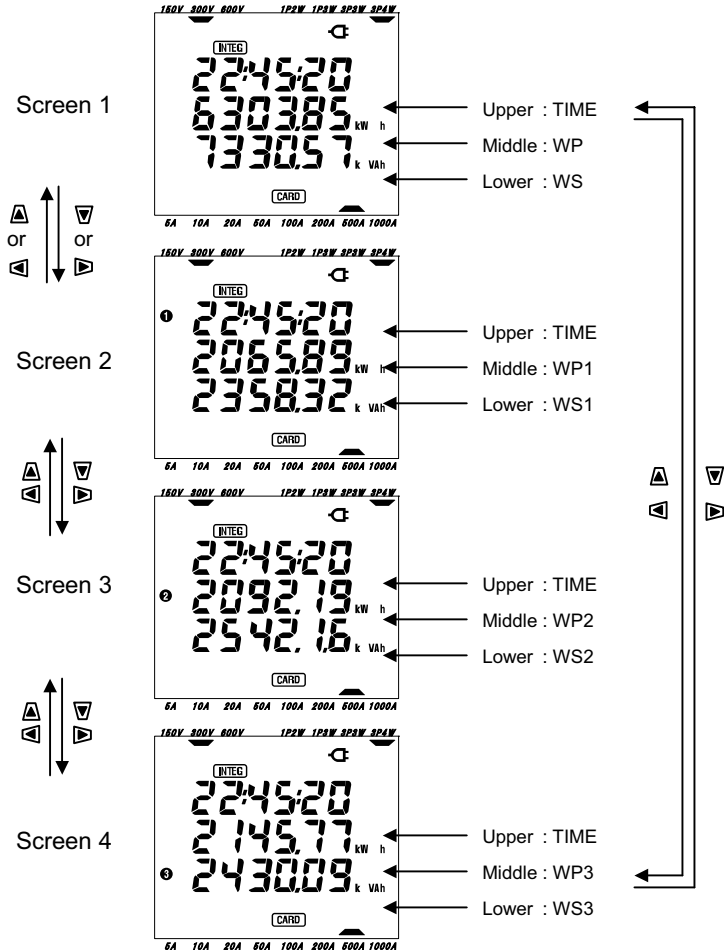 150V 300V 600V 1P2W 1P3W 3P3W 3P4W
INTEG
22:45:20
Screen 1
6303.85 kW h
Upper : TIME
7330.57 k VAh
Middle : WP
Lower : WS
CARD
5A 10A 20A 50A 100A 200A 500A 1000A
or or
150V 300V 600V 1P2W 1P3W 3P3W 3P4W
INTEG
1 22:45:20
Upper : TIME
Screen 2
2065.89 kW h
Middle : WP1
2358.32 k VAh
Lower : WS1
CARD
5A 10A 20A 50A 100A 200A 500A 1000A
150V 300V 600V 1P2W 1P3W 3P3W 3P4W
INTEG
22:45:20
Screen 3
Upper : TIME
2 2092.19 kW h
Middle : WP2
2542.16 k VAh
Lower : WS2
CARD
5A 10A 20A 50A 100A 200A 500A 1000A
150V 300V 600V 1P2W 1P3W 3P3W 3P4W
INTEG
22:45:20
Screen 4
2145.77 kW h
Upper : TIME
3 2430.09 k VAh
Middle : WP3
Lower : WS3
CARD
5A 10A 20A 50A 100A 200A 500A 1000A